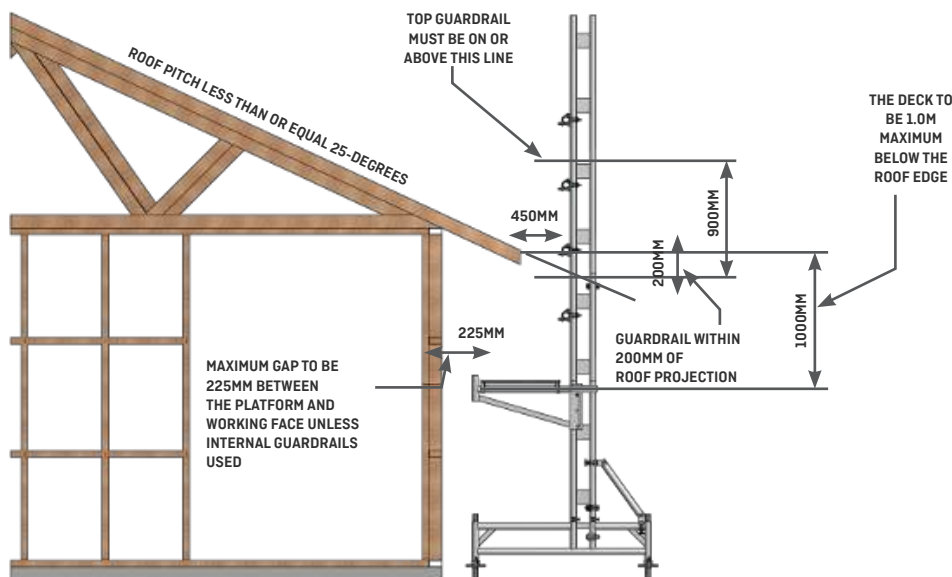 TOP GUARDRAIL
MUST BE ON OR
ABOVE THIS LINE
ROOF PITCH LESS THAN OR EQUAL 25-DEGREES
THE DECK TO
BE 1.0M
MAXIMUM
BELOW THE
ROOF EDGE
450MM
900MM
200MM
1000MM
225MM
GUARDRAIL WITHIN
200MM OF
ROOF PROJECTION
MAXIMUM GAP TO BE
225MM BETWEEN
THE PLATFORM AND
WORKING FACE UNLESS
INTERNAL GUARDRAILS
USED